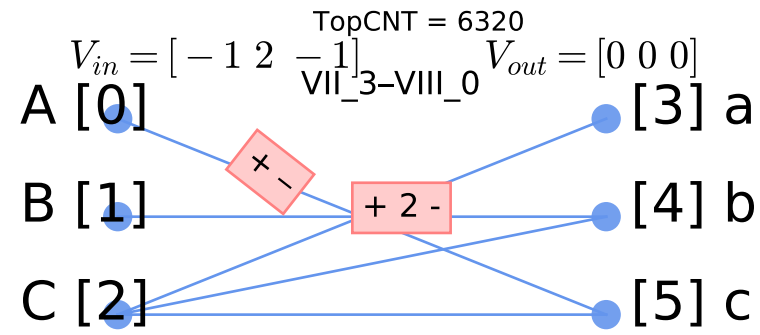 TopCNT = 6320
V_in = [ − 1 2 − 1] V_out = [0 0 0]
VII_3–VIII_0
A [0] [3] a
+ -
B [1] + 2 - [4] b
C [2] [5] c